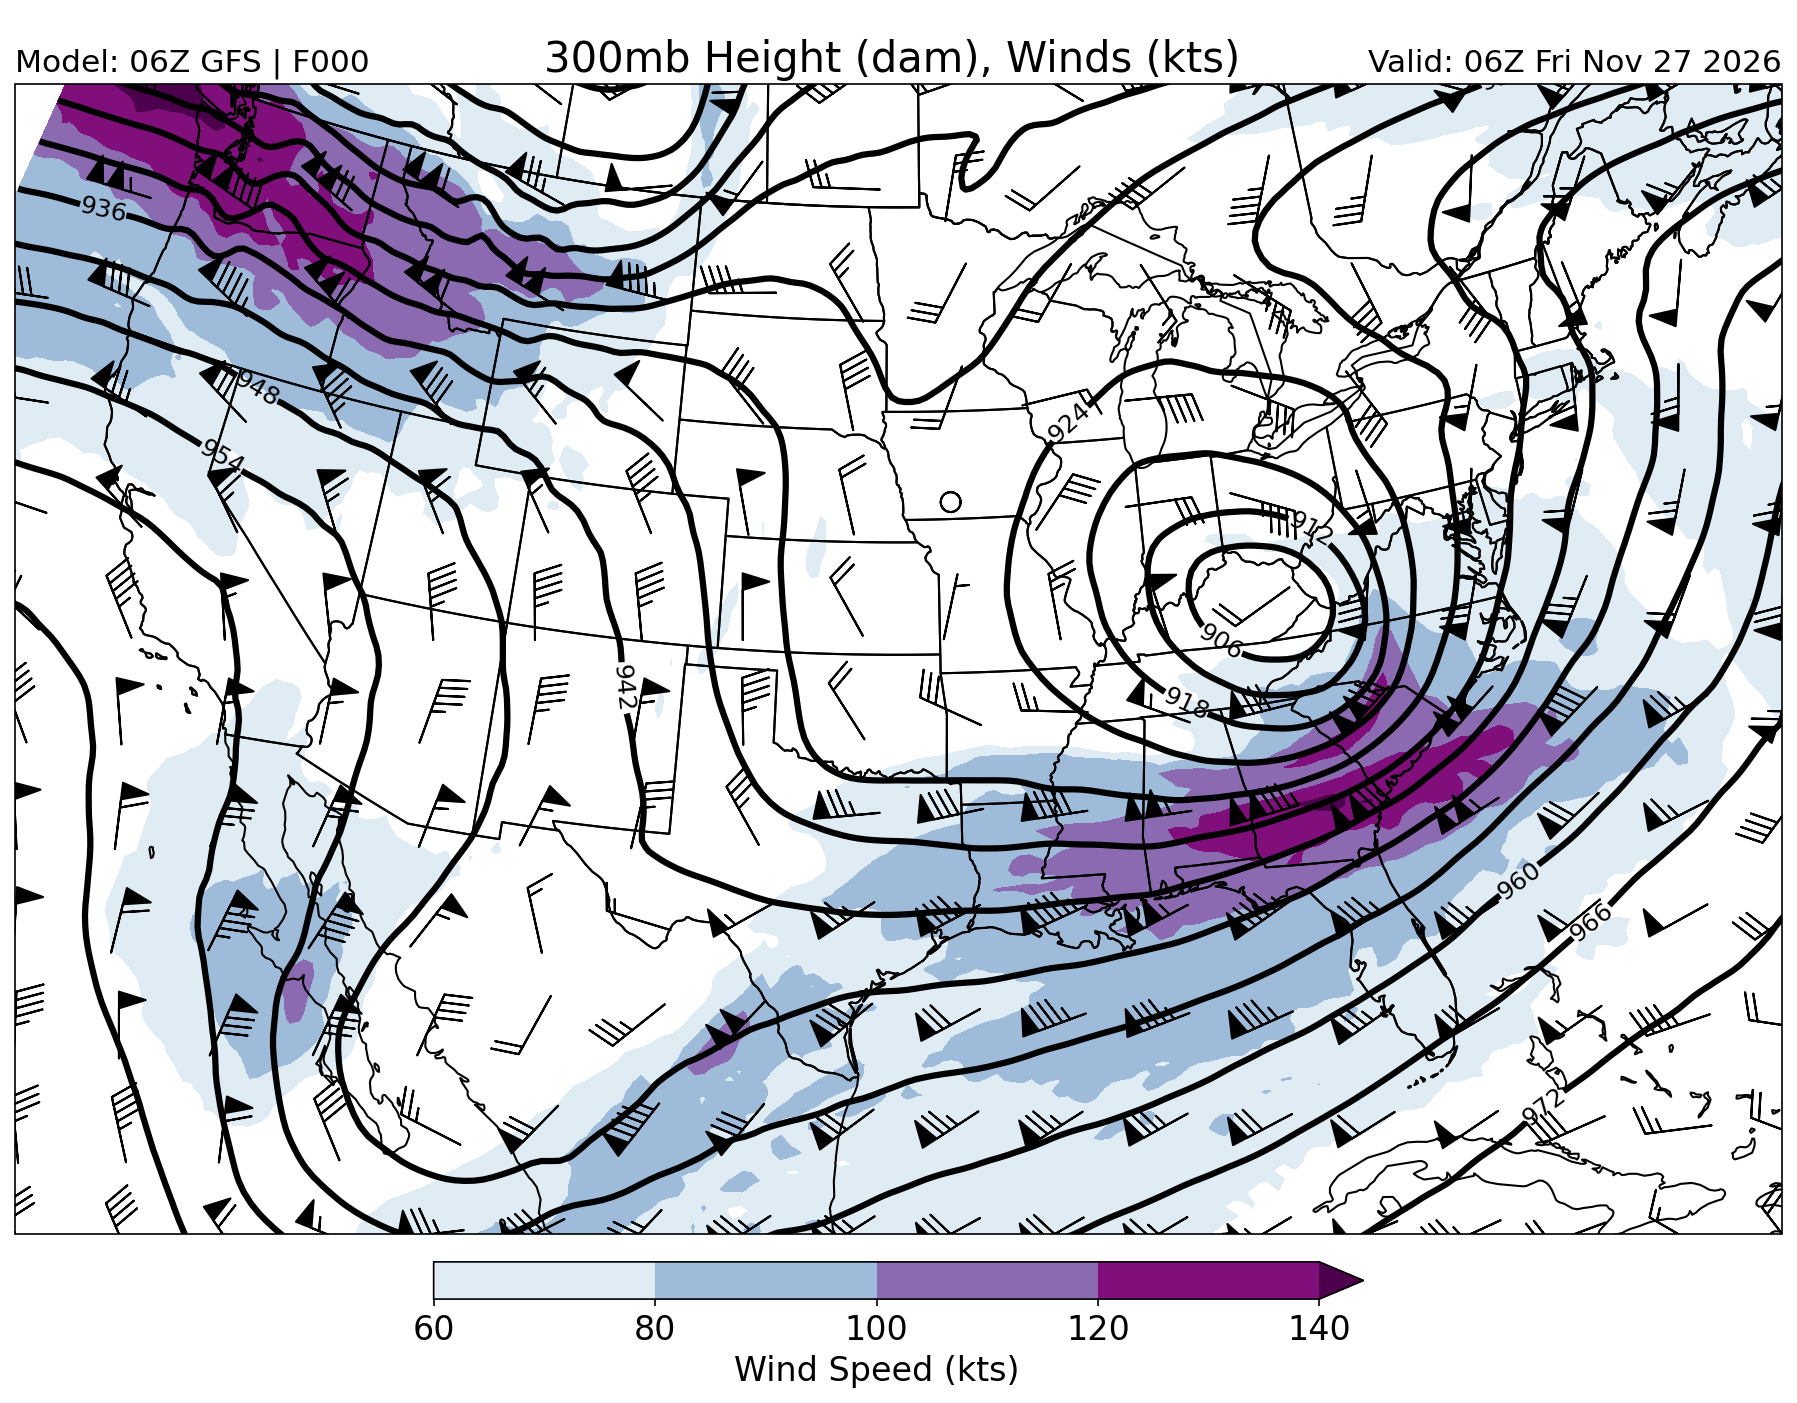 Model: 06Z GFS | F000
300mb Height (dam), Winds (kts)
Valid: 06Z Fri Nov 27 2026
936
948
954
924
912
906
918
942
960
966
972
60 80 100 120 140
Wind Speed (kts)